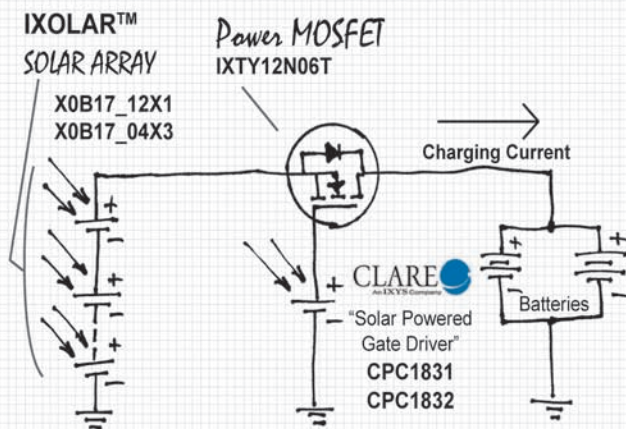 IXOLAR™
SOLAR ARRAY
X0B17_12X1
X0B17_04X3
Power MOSFET
IXTY12N06T
Charging Current
+
-
+
-
+
-
+
-
CLARE
An IXYS Company
"Solar Powered
Gate Driver"
CPC1831
CPC1832
+
-
+
-
Batteries